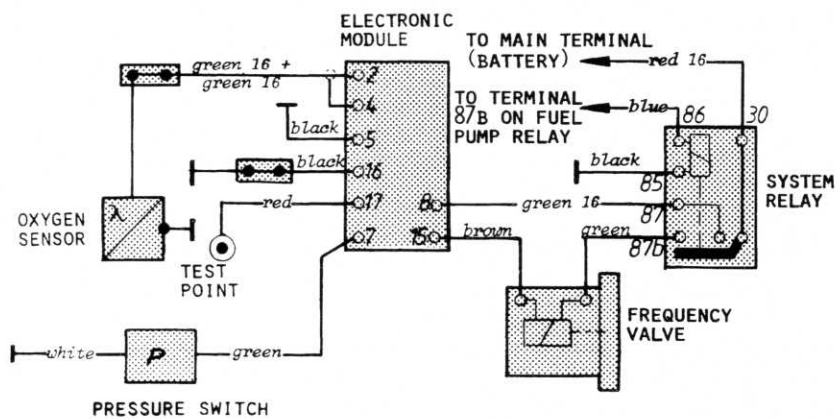 ELECTRONIC
MODULE
TO MAIN TERMINAL
(BATTERY)
red 16
green 16 +
green 16
2
4
TO TERMINAL
87B ON FUEL
PUMP RELAY
blue
86
30
black
5
black
16
black
85
SYSTEM
RELAY
OXYGEN
SENSOR
λ
red
17
8
green 16
87
TEST
POINT
7
15
brown
green
87b
FREQUENCY
VALVE
white
P
green
PRESSURE SWITCH